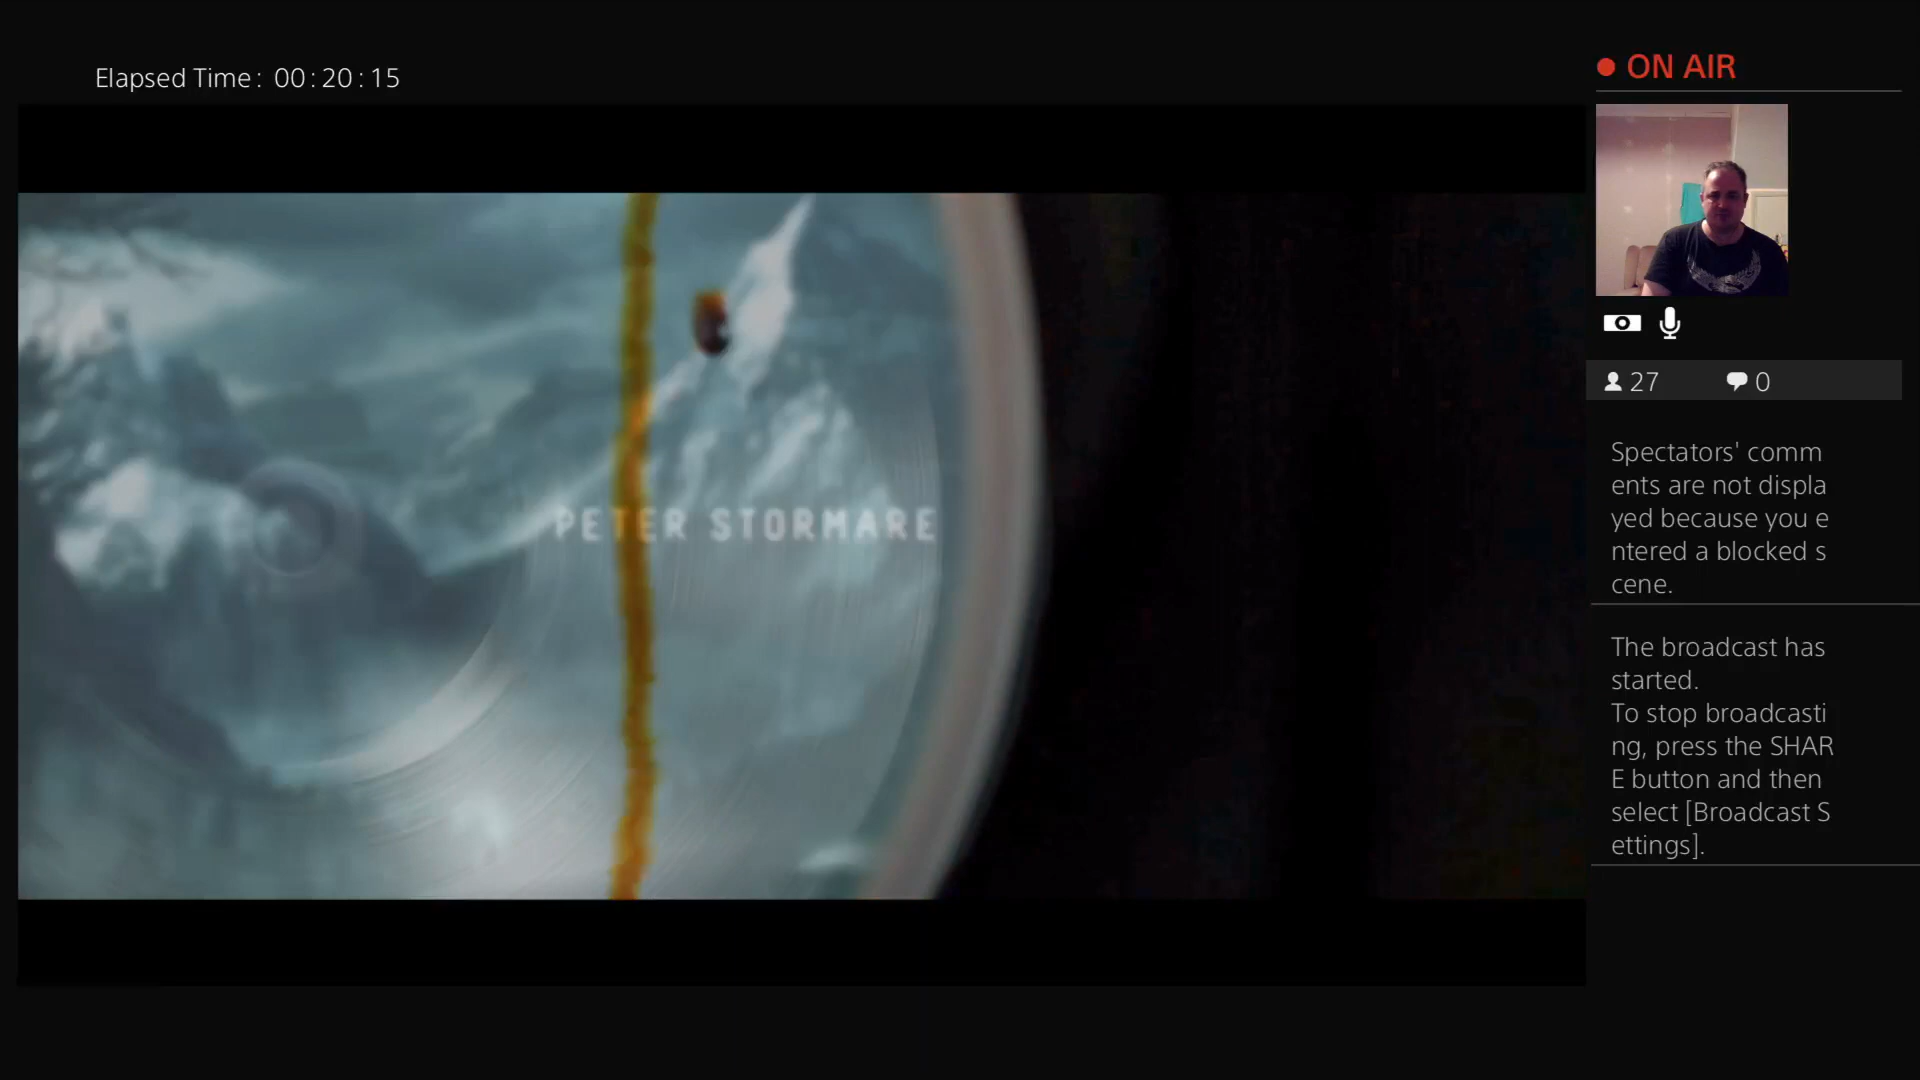 Elapsed Time: 00:20:15
ON AIR
27
0
PETER STORMARE
Spectators' comm
ents are not displa
yed because you e
ntered a blocked s
cene.
The broadcast has
started.
To stop broadcasti
ng, press the SHAR
E button and then
select [Broadcast S
ettings].